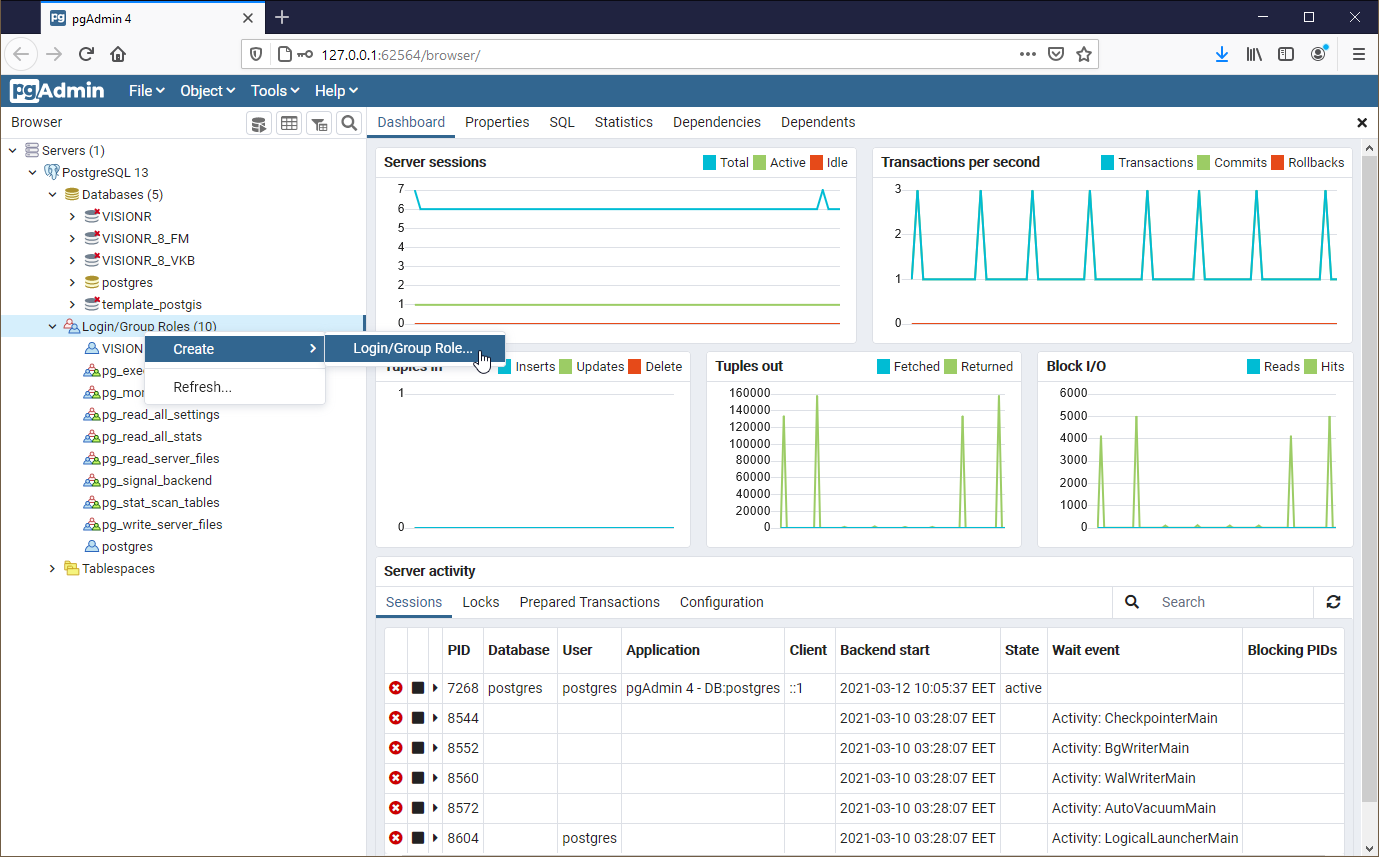 pgAdmin 4
127.0.0.1:62564/browser/
pgAdmin File Object Tools Help
Browser
Dashboard Properties SQL Statistics Dependencies Dependents
Servers (1)
PostgreSQL 13
Databases (5)
VISIONR
VISIONR_8_FM
VISIONR_8_VKB
postgres
template_postgis
Login/Group Roles (10)
VISION
pg_exe
pg_mon
pg_read_all_settings
pg_read_all_stats
pg_read_server_files
pg_signal_backend
pg_stat_scan_tables
pg_write_server_files
postgres
Tablespaces
Create
Refresh...
Login/Group Role...
Server sessions Total Active Idle
7
6
5
4
3
2
1
0
Transactions per second Transactions Commits Rollbacks
3
2
1
0
Tuples in Inserts Updates Delete
1
0
Tuples out Fetched Returned
160000
140000
120000
100000
80000
60000
40000
20000
0
Block I/O Reads Hits
6000
5000
4000
3000
2000
1000
0
Server activity
Sessions Locks Prepared Transactions Configuration Search
PID Database User Application Client Backend start State Wait event Blocking PIDs
7268 postgres postgres pgAdmin 4 - DB:postgres ::1 2021-03-12 10:05:37 EET active
8544 2021-03-10 03:28:07 EET Activity: CheckpointerMain
8552 2021-03-10 03:28:07 EET Activity: BgWriterMain
8560 2021-03-10 03:28:07 EET Activity: WalWriterMain
8572 2021-03-10 03:28:07 EET Activity: AutoVacuumMain
8604 postgres 2021-03-10 03:28:07 EET Activity: LogicalLauncherMain